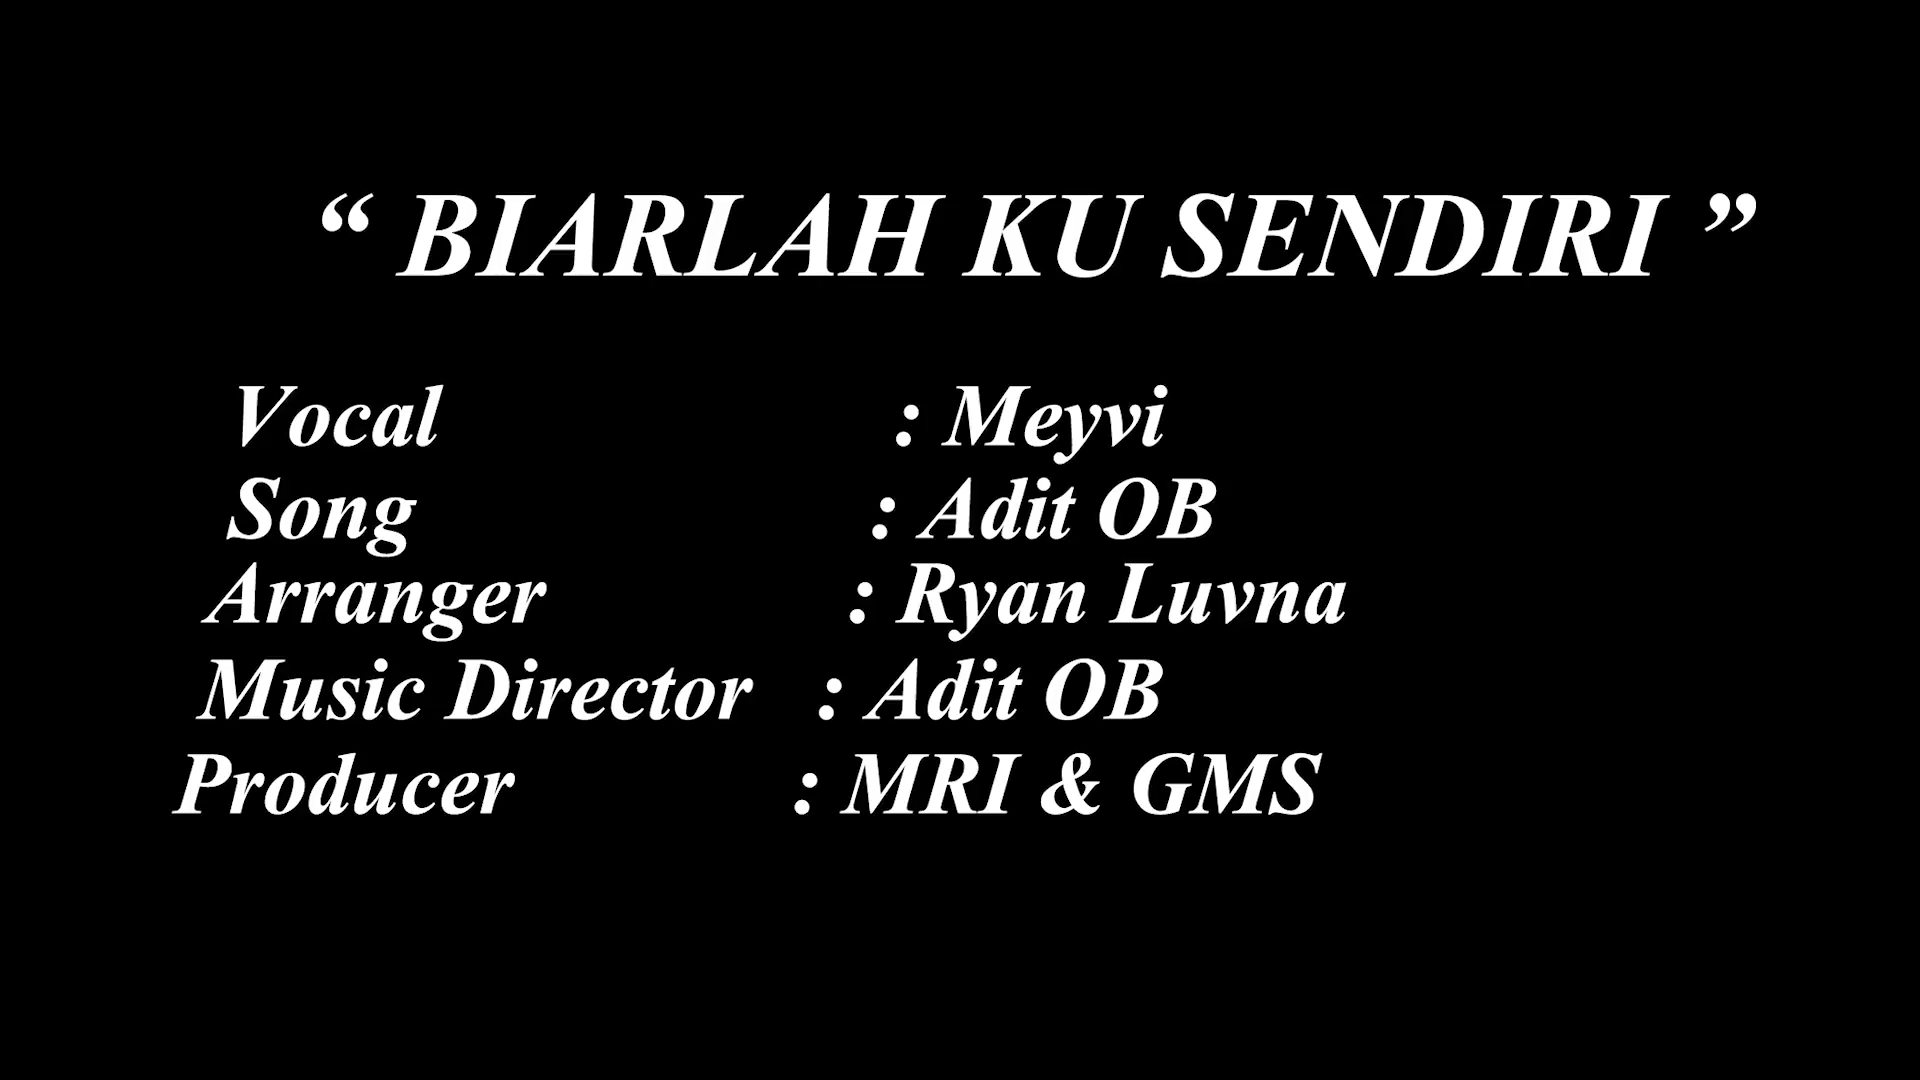 “ BIARLAH KU SENDIRI ”
Vocal : Meyvi
Song : Adit OB
Arranger : Ryan Luvna
Music Director : Adit OB
Producer : MRI & GMS